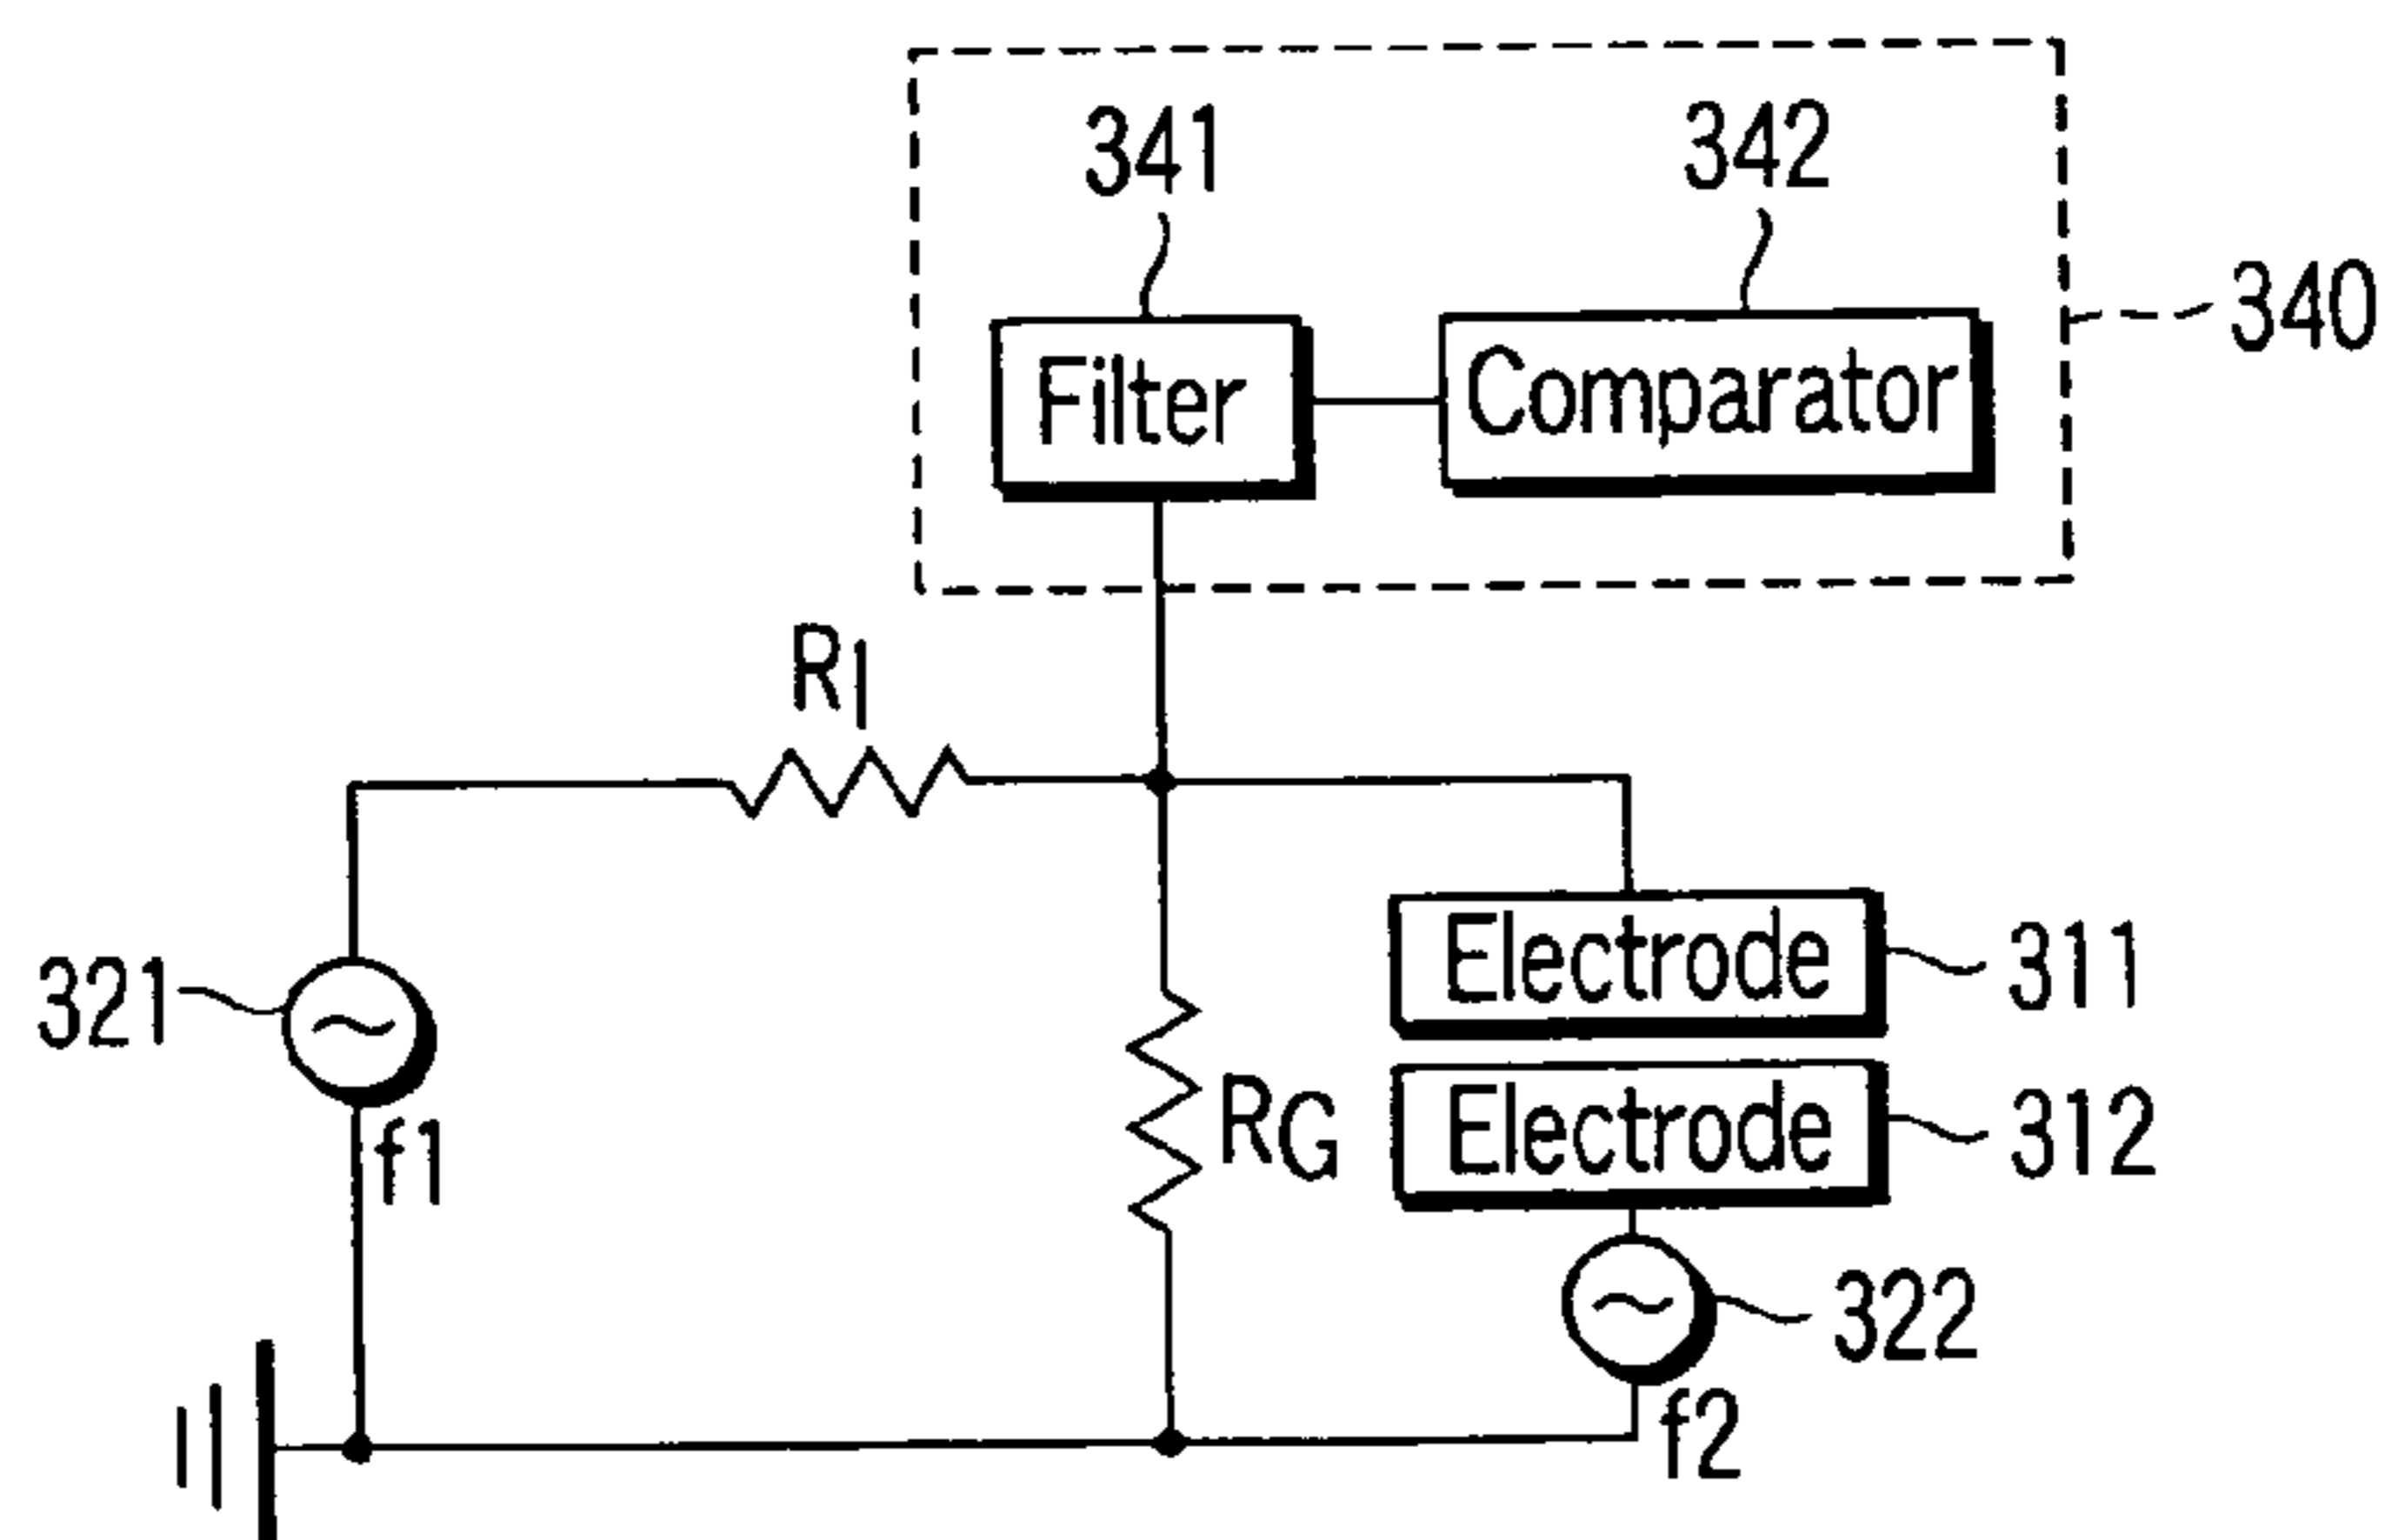 341
342
340
Filter
Comparator
R1
Electrode
311
321
f1
RG
Electrode
312
322
f2